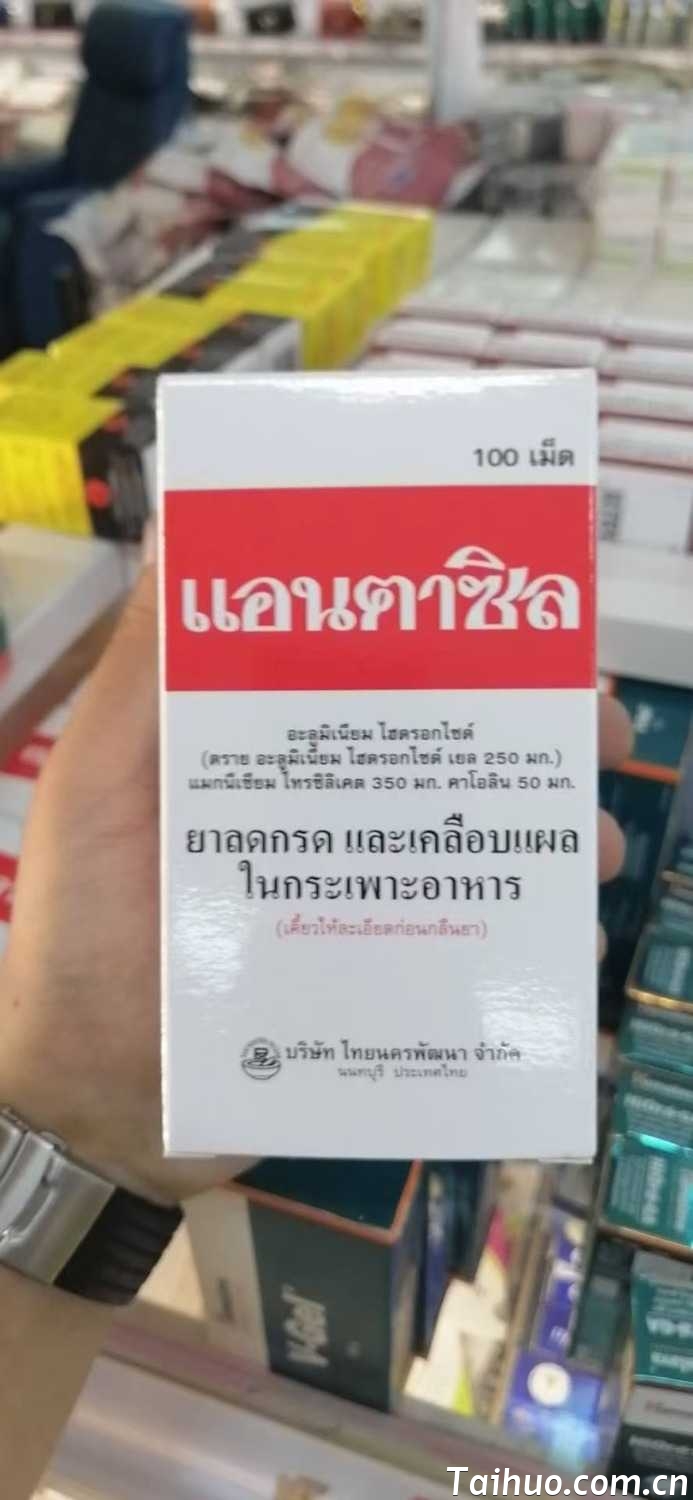 100 เม็ด
แอนตาซิล
อะลูมิเนียม ไฮดรอกไซด์
(ดราย อะลูมิเนียม ไฮดรอกไซด์ เยล 250 มก.)
แมกนีเซียม ไทรซิลิเคต 350 มก. คาโอลิน 50 มก.
ยาลดกรด และเคลือบแผล
ในกระเพาะอาหาร
(เคี้ยวให้ละเอียดก่อนกลืนยา)
บริษัท ไทยนครพัฒนา จำกัด
นนทบุรี ประเทศไทย
V-Gel
Taihuo.com.cn